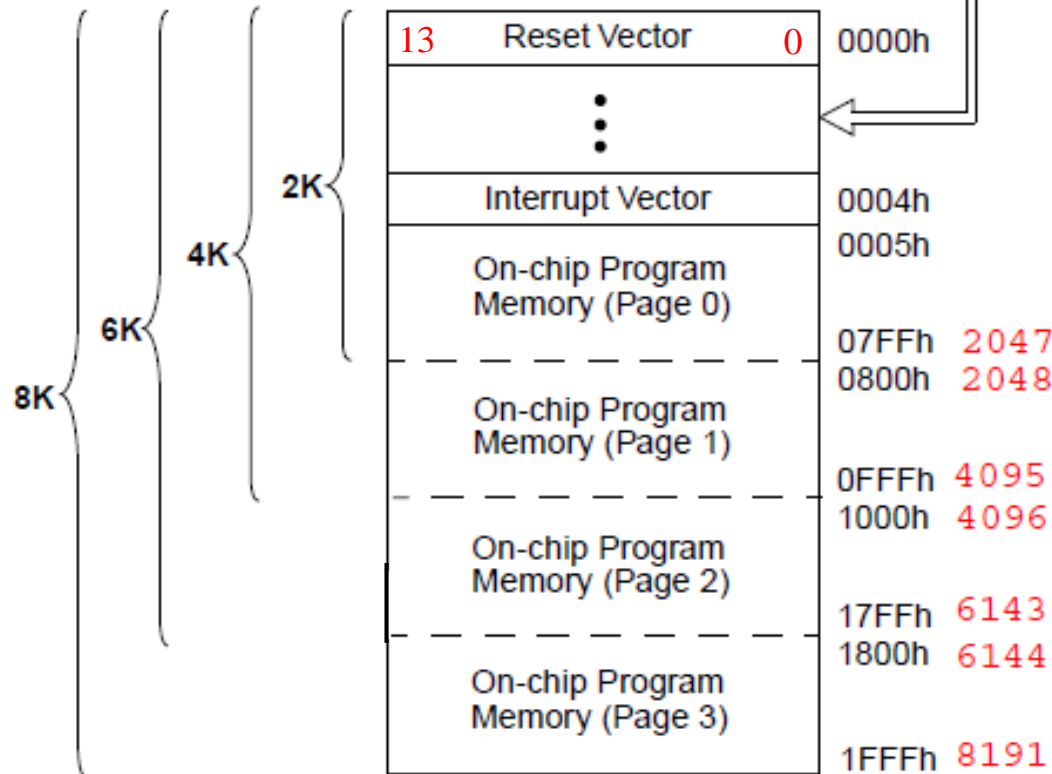 13 Reset Vector 0 0000h
2K
Interrupt Vector 0004h
4K
0005h
On-chip Program
Memory (Page 0)
6K
07FFh 2047
0800h 2048
8K
On-chip Program
Memory (Page 1)
0FFFh 4095
1000h 4096
On-chip Program
Memory (Page 2)
17FFh 6143
1800h 6144
On-chip Program
Memory (Page 3)
1FFFh 8191